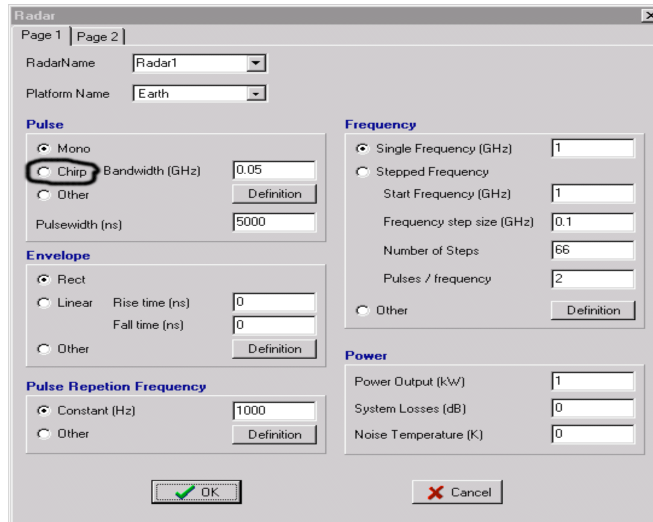 Radar
Page 1 Page 2
RadarName Radar1
Platform Name Earth
Pulse
Mono
Chirp Bandwidth (GHz) 0.05
Other Definition
Pulsewidth (ns) 5000
Envelope
Rect
Linear Rise time (ns) 0
Fall time (ns) 0
Other Definition
Pulse Repetion Frequency
Constant (Hz) 1000
Other Definition
Frequency
Single Frequency (GHz) 1
Stepped Frequency
Start Frequency (GHz) 1
Frequency step size (GHz) 0.1
Number of Steps 66
Pulses / frequency 2
Other Definition
Power
Power Output (kW) 1
System Losses (dB) 0
Noise Temperature (K) 0
OK Cancel